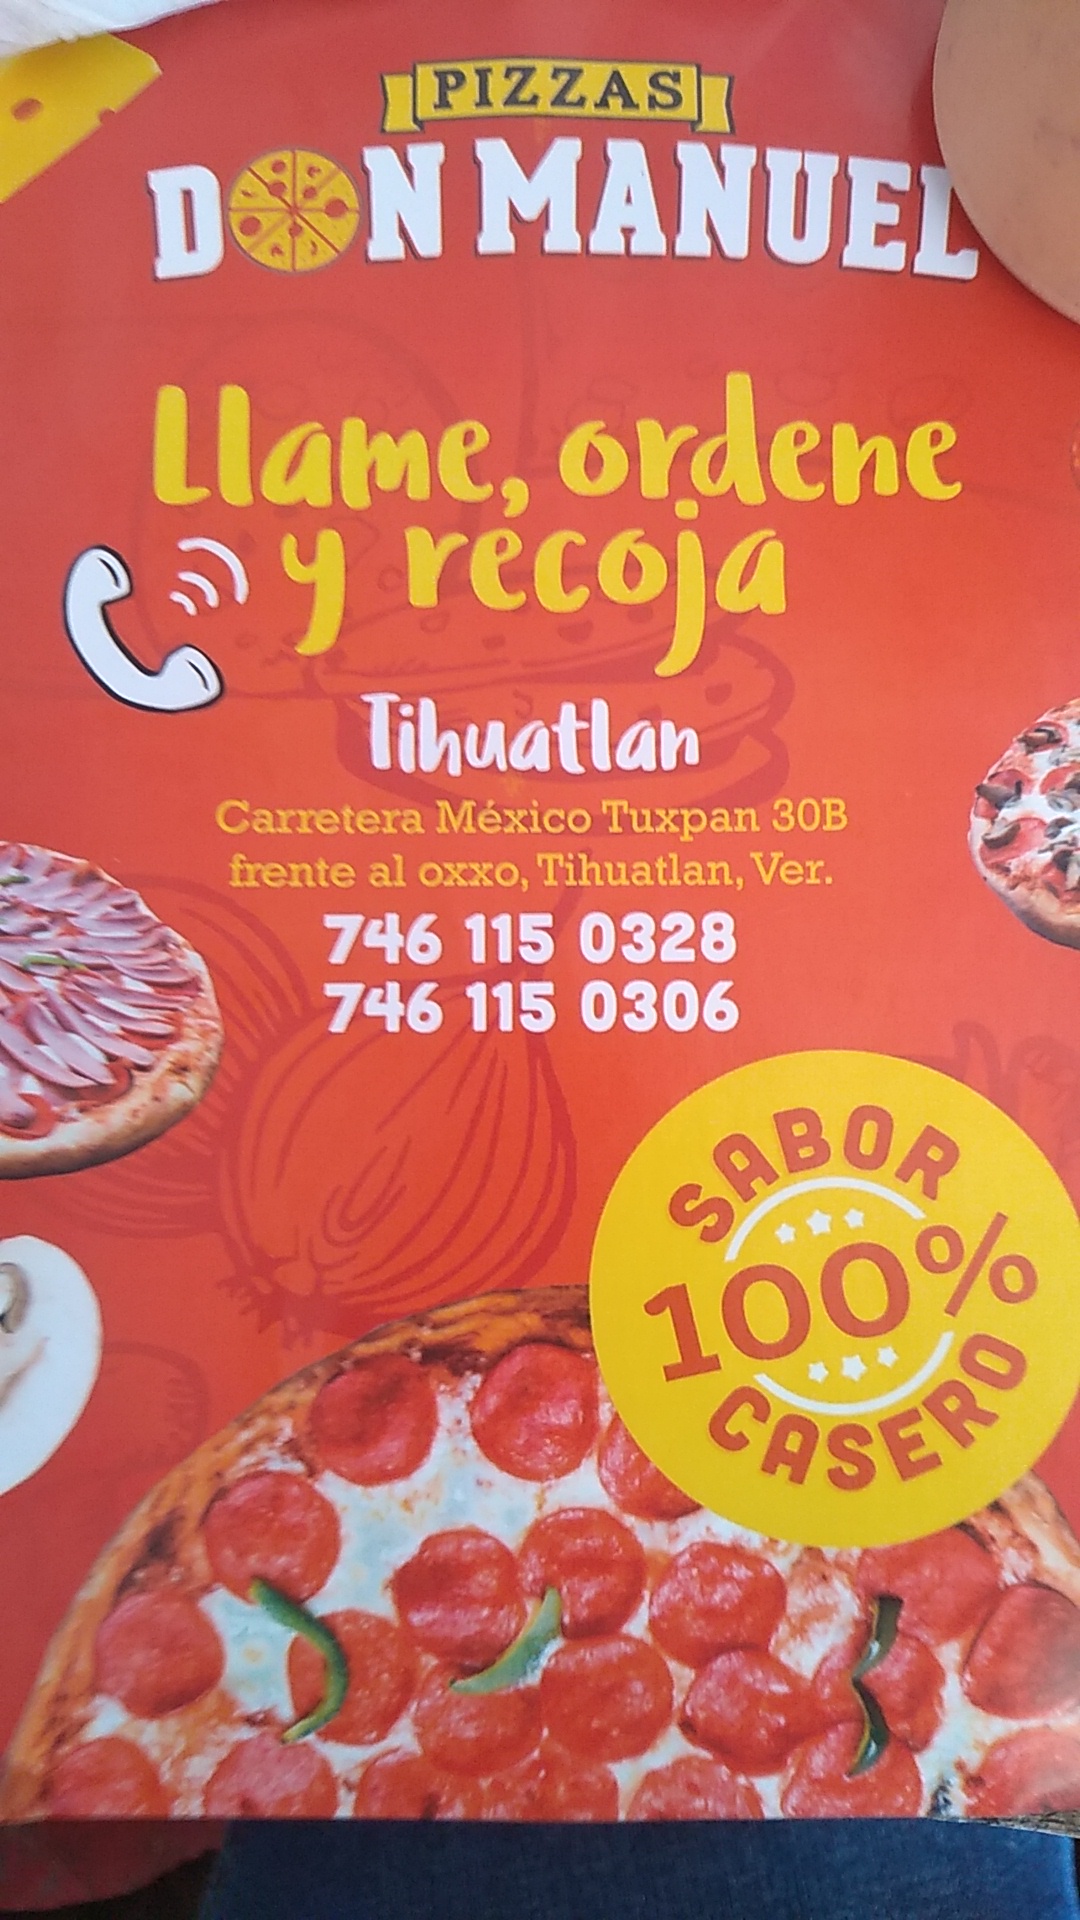 PIZZAS
DON MANUEL
Llame, ordene
y recoja
Tihuatlan
Carretera México Tuxpan 30B
frente al oxxo, Tihuatlan, Ver.
746 115 0328
746 115 0306
SABOR
100%
CASERO